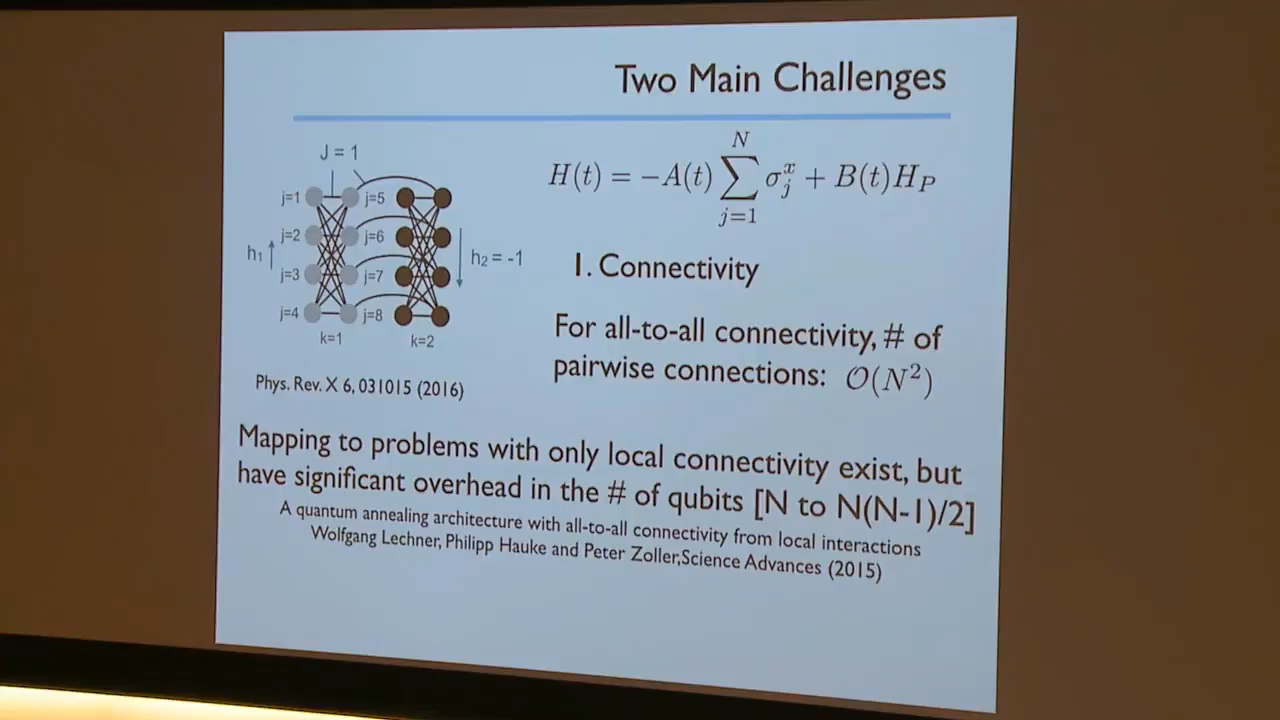 Two Main Challenges
H(t) = −A(t) ∑_{j=1}^{N} σ_j^x + B(t)H_P
J = 1
j=1
j=5
j=2
j=6
h₁
h₂ = -1
j=3
j=7
j=4
j=8
k=1
k=2
Phys. Rev. X 6, 031015 (2016)
1. Connectivity
For all-to-all connectivity, # of
pairwise connections: O(N²)
Mapping to problems with only local connectivity exist, but
have significant overhead in the # of qubits [N to N(N-1)/2]
A quantum annealing architecture with all-to-all connectivity from local interactions
Wolfgang Lechner, Philipp Hauke and Peter Zoller,Science Advances (2015)